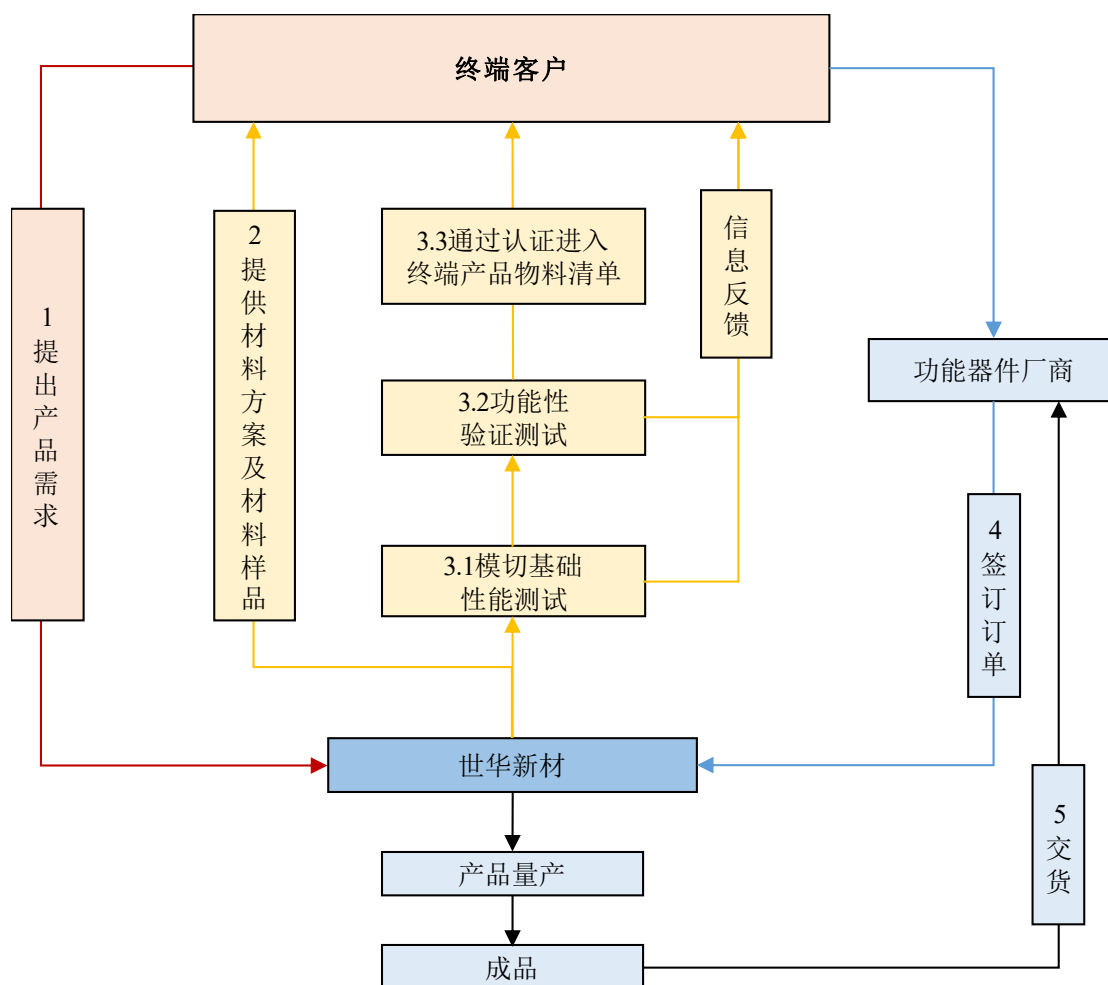 终端客户
1提出产品需求
2提供材料方案及材料样品
3.3通过认证进入
终端产品物料清单
信息反馈
功能器件厂商
3.2功能性
验证测试
3.1模切基础
性能测试
4签订订单
世华新材
产品量产
5交货
成品